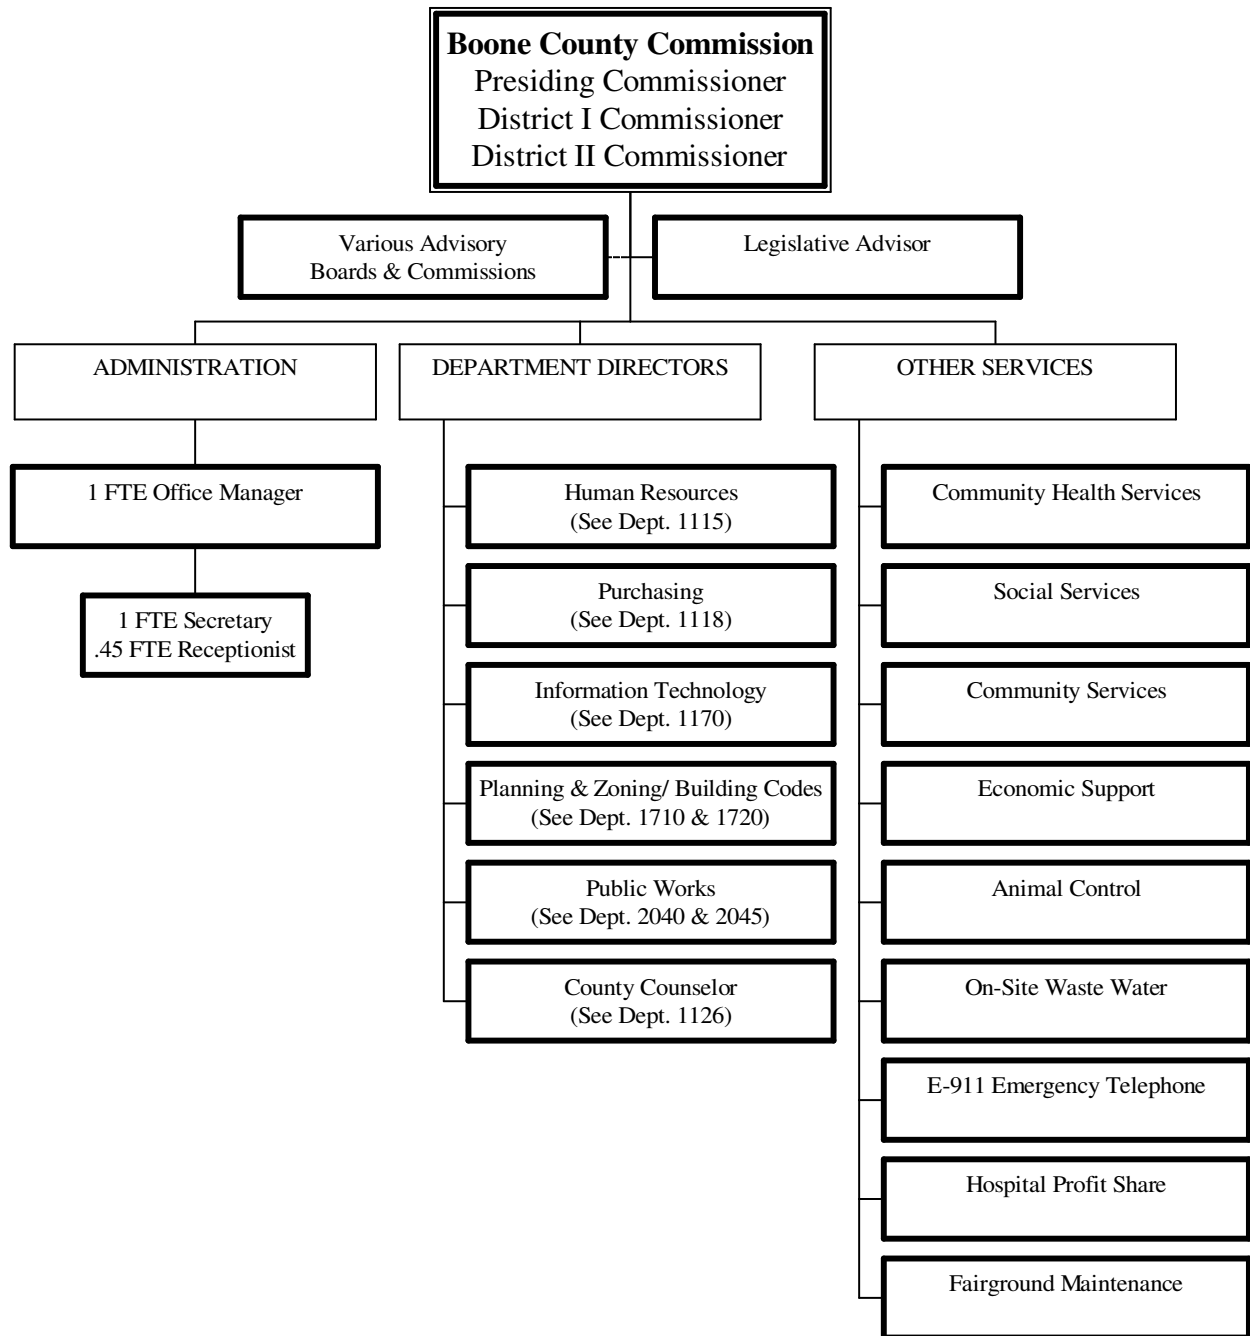 Boone County Commission
Presiding Commissioner
District I Commissioner
District II Commissioner
Various Advisory
Boards & Commissions
Legislative Advisor
ADMINISTRATION
DEPARTMENT DIRECTORS
OTHER SERVICES
1 FTE Office Manager
1 FTE Secretary
.45 FTE Receptionist
Human Resources
(See Dept. 1115)
Purchasing
(See Dept. 1118)
Information Technology
(See Dept. 1170)
Planning & Zoning/ Building Codes
(See Dept. 1710 & 1720)
Public Works
(See Dept. 2040 & 2045)
County Counselor
(See Dept. 1126)
Community Health Services
Social Services
Community Services
Economic Support
Animal Control
On-Site Waste Water
E-911 Emergency Telephone
Hospital Profit Share
Fairground Maintenance